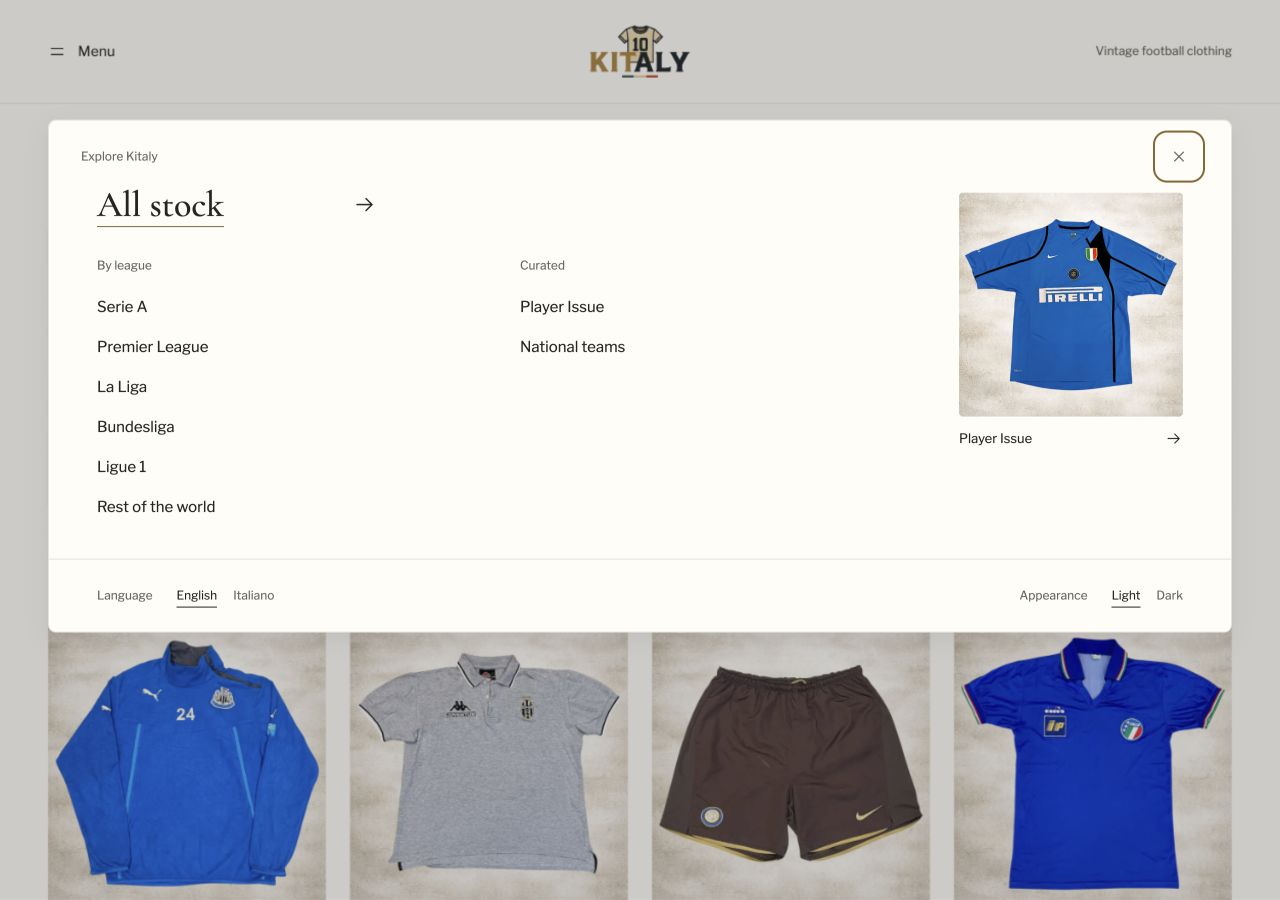 Menu
10
KITALY
Vintage football clothing
Explore Kitaly
All stock
By league
Serie A
Premier League
La Liga
Bundesliga
Ligue 1
Rest of the world
Curated
Player Issue
National teams
PIRELLI
Player Issue
Language
English
Italiano
Appearance
Light
Dark
24